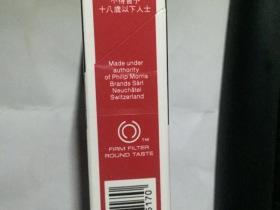 十八歲以下人士
Made under
authority
of Philip Morris
Brands Sàrl
Neuchâtel
Switzerland
TM
FIRM FILTER
ROUND TASTE
5170